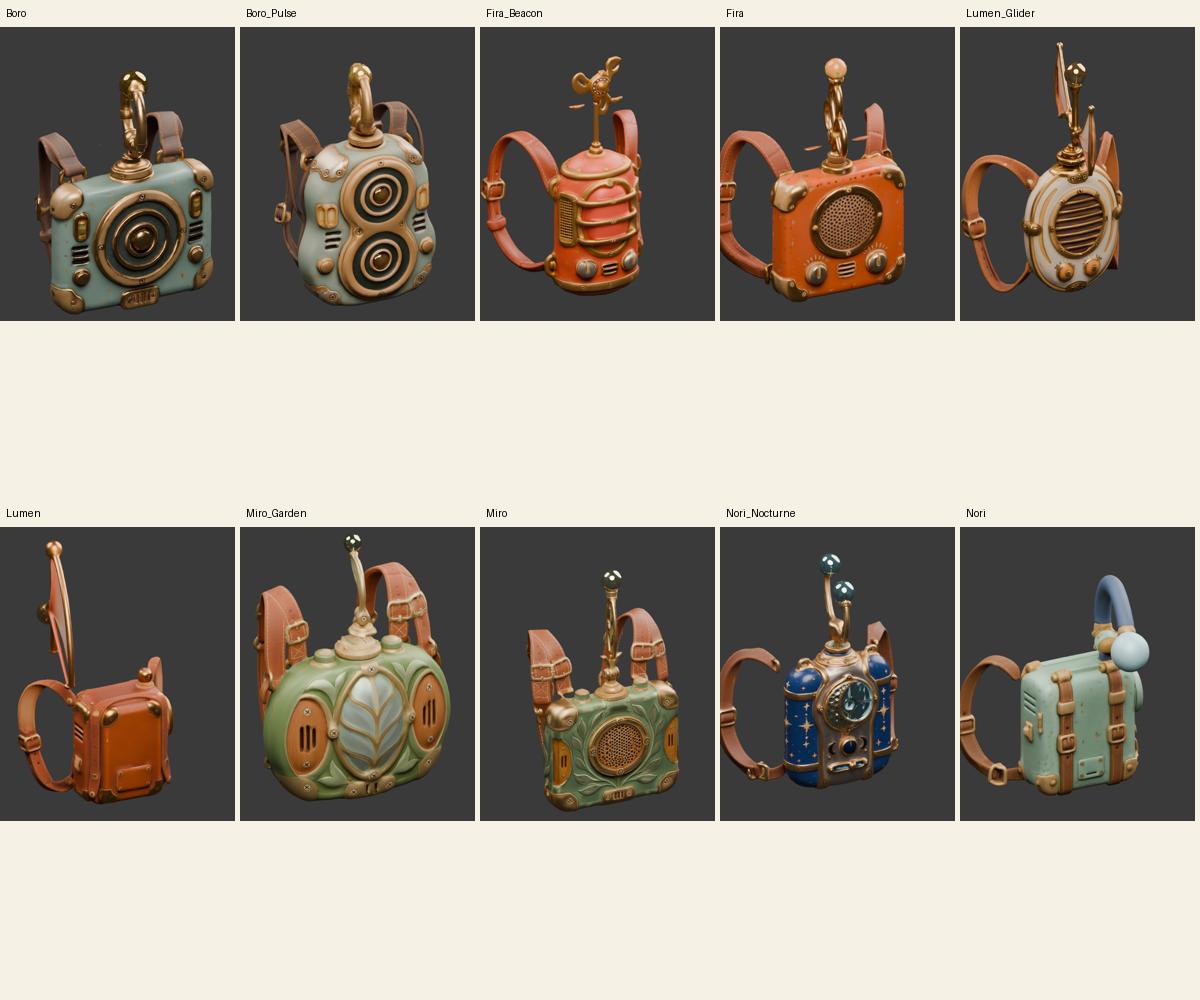 Boro
Boro_Pulse
Fira_Beacon
Fira
Lumen_Glider
Lumen
Miro_Garden
Miro
Nori_Nocturne
Nori